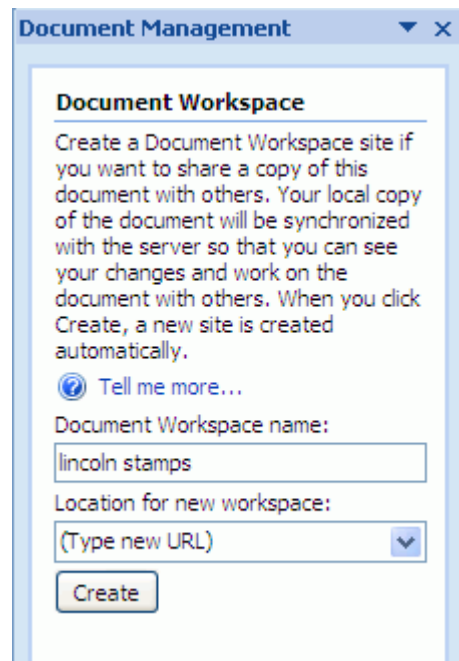 Document Management
Document Workspace
Create a Document Workspace site if
you want to share a copy of this
document with others. Your local copy
of the document will be synchronized
with the server so that you can see
your changes and work on the
document with others. When you click
Create, a new site is created
automatically.
Tell me more...
Document Workspace name:
lincoln stamps
Location for new workspace:
(Type new URL)
Create